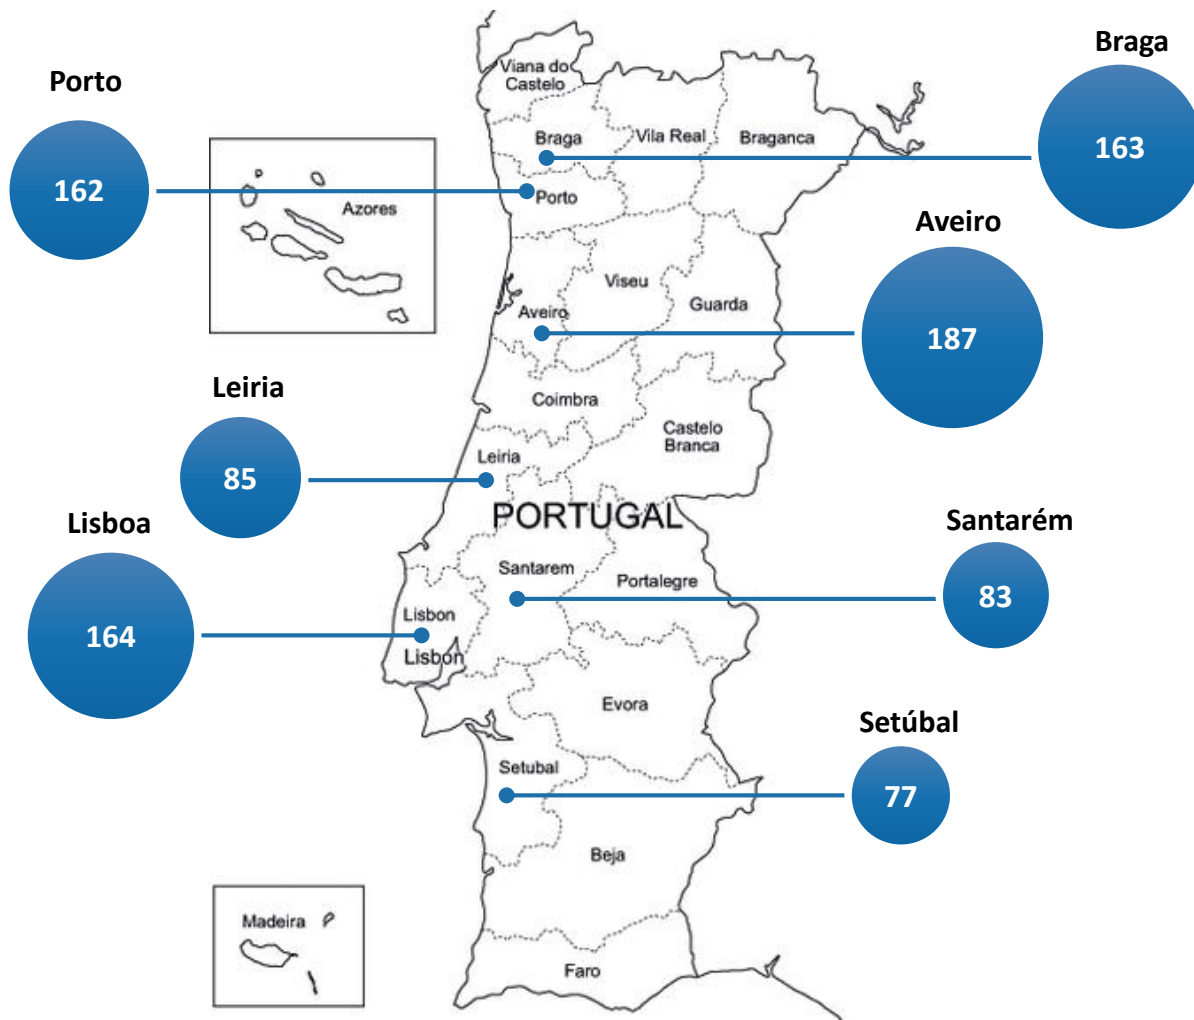 Braga
163
Porto
162
Aveiro
187
Leiria
85
Lisboa
164
Santarém
83
Setúbal
77
Viana do
Castelo
Braga
Vila Real
Braganca
Porto
Azores
Viseu
Guarda
Aveiro
Coimbra
Castelo
Branca
Leiria
PORTUGAL
Santarem
Portalegre
Lisbon
Lisbon
Evora
Setubal
Beja
Madeira
Faro